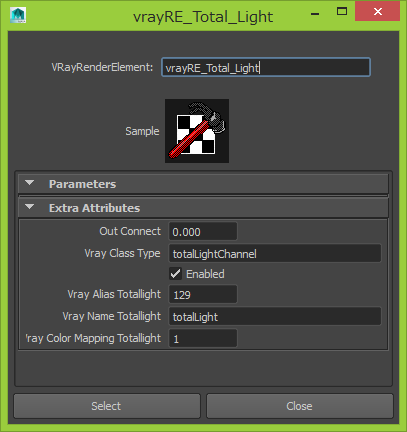 vrayRE_Total_Light
VRayRenderElement: vrayRE_Total_Light
Sample
Parameters
Extra Attributes
Out Connect 0.000
Vray Class Type totalLightChannel
Enabled
Vray Alias Totallight 129
Vray Name Totallight totalLight
'ray Color Mapping Totallight 1
Select Close